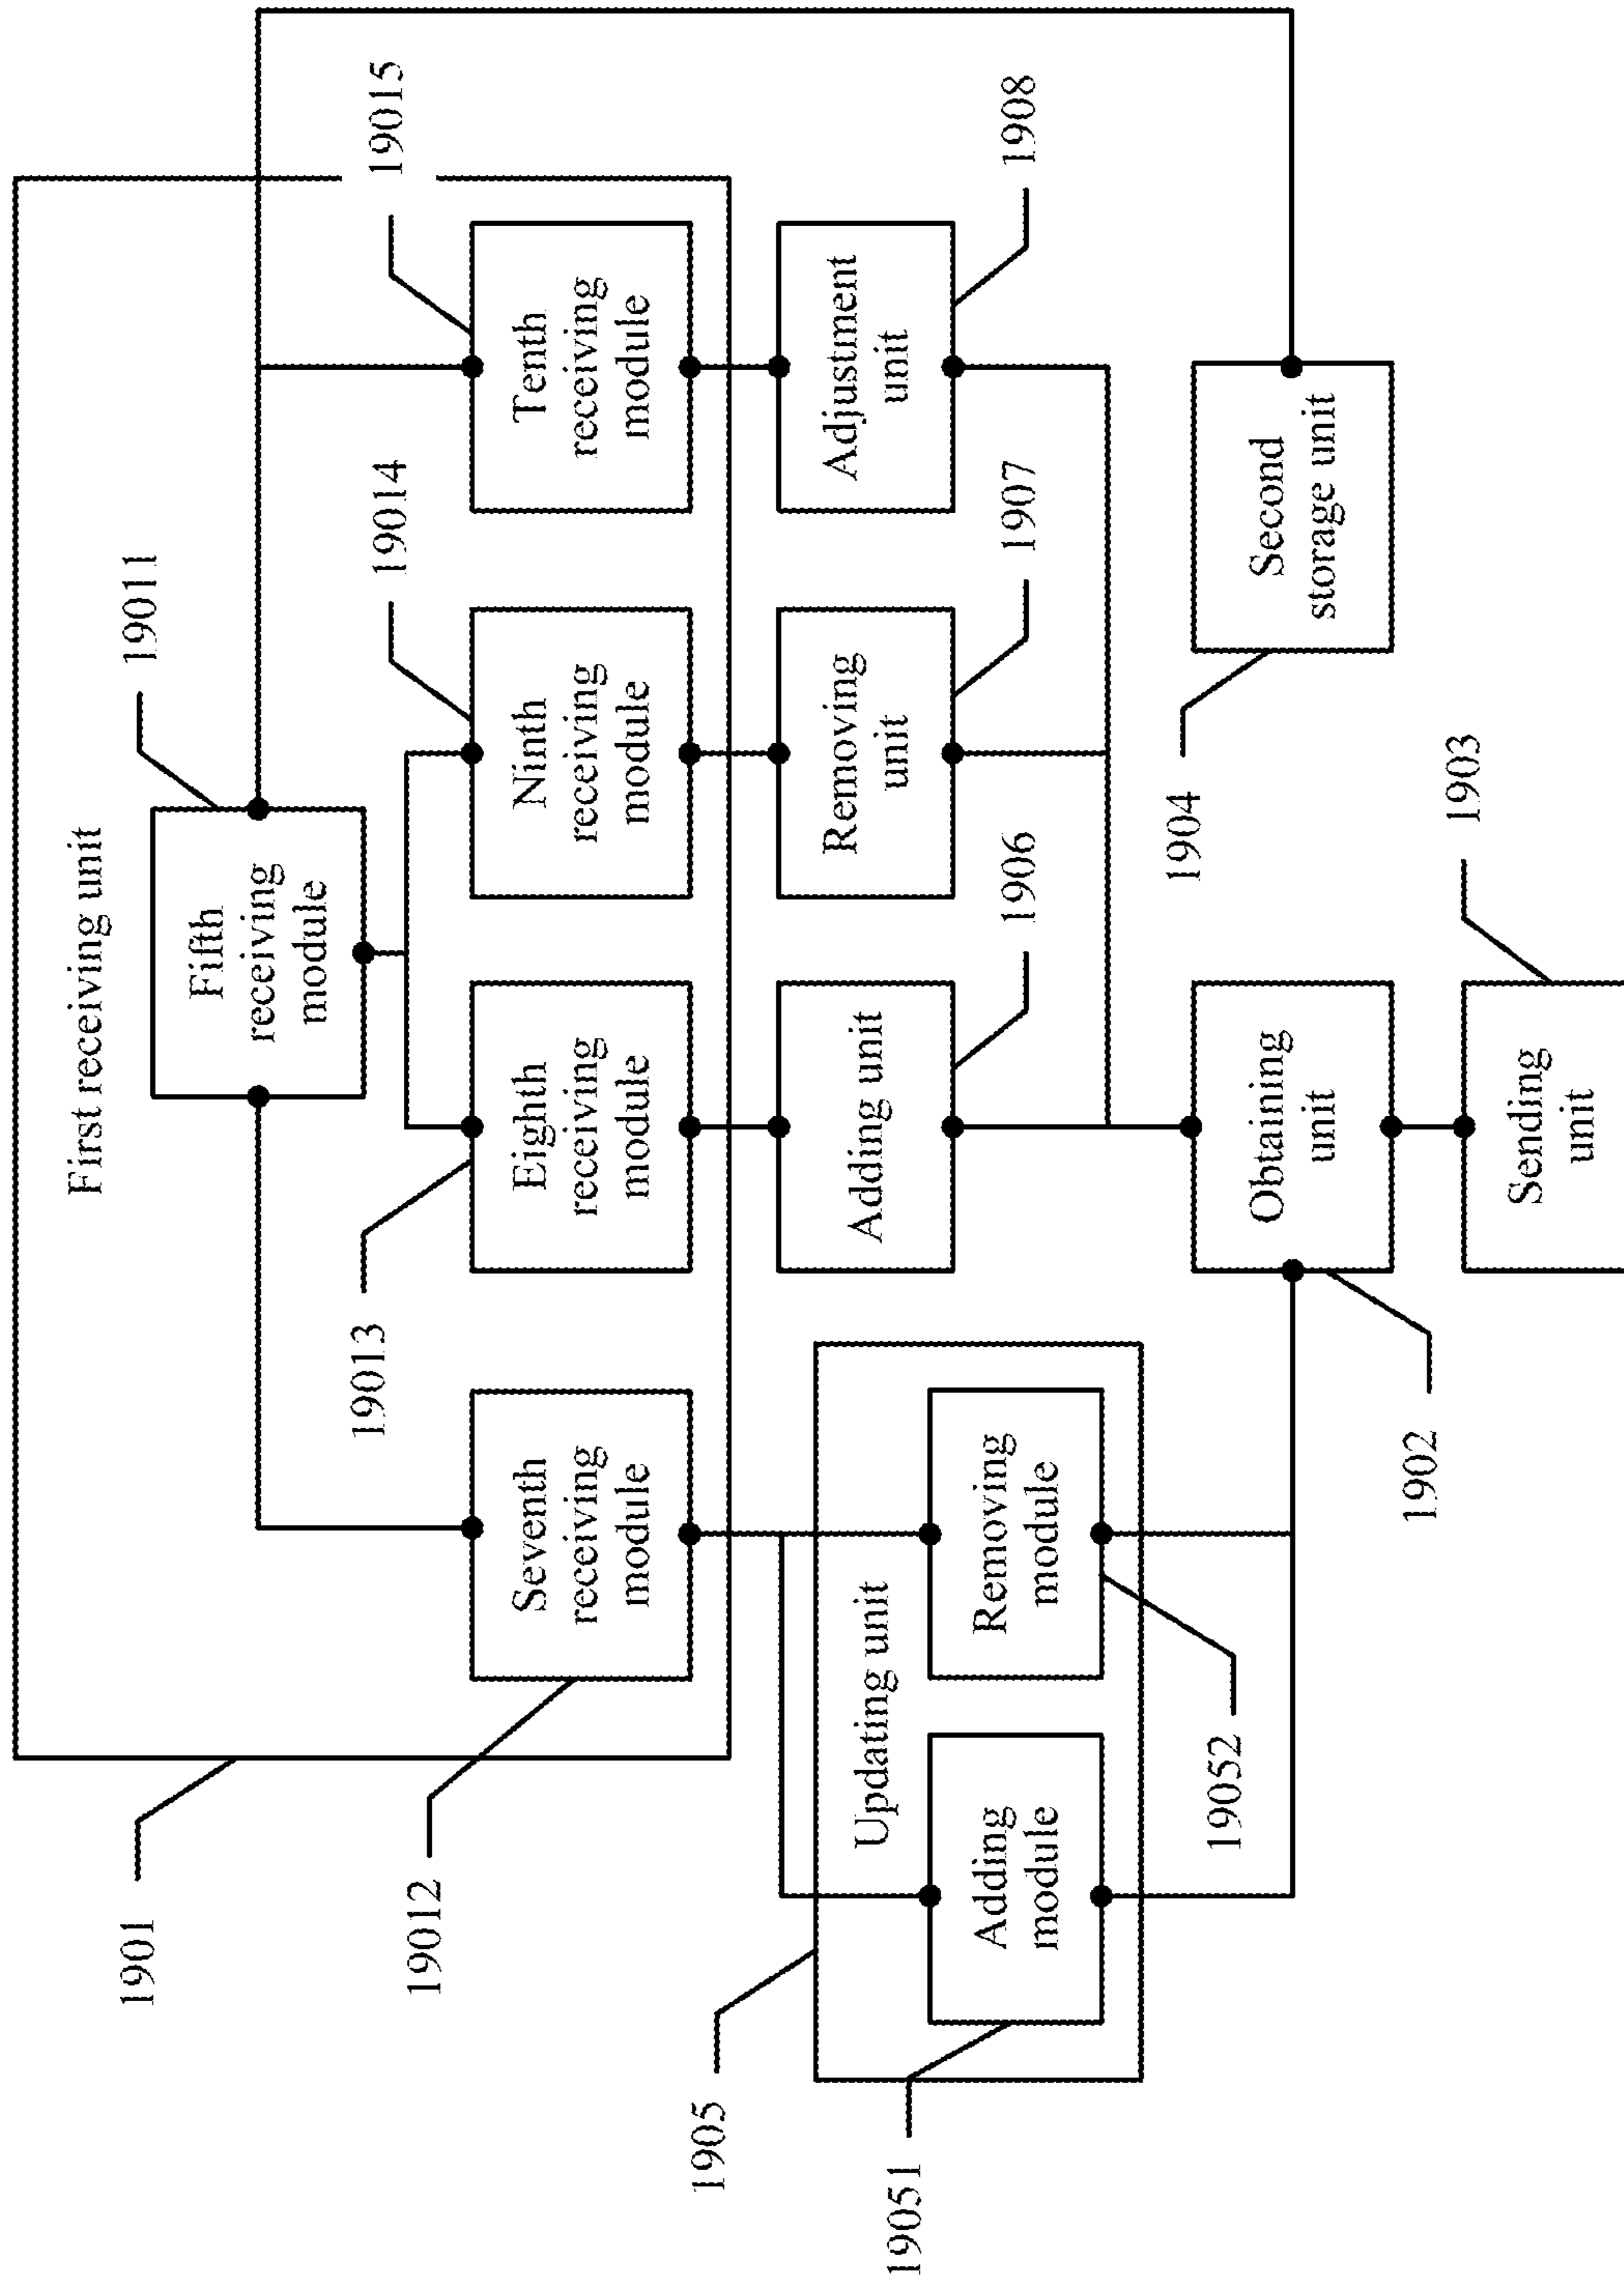 First receiving unit
1901
19011
Fifth
receiving
module
19012
19013
19014
19015
Seventh
receiving
module
Eighth
receiving
module
Ninth
receiving
module
Tenth
receiving
module
1905
Updating unit
19051
Adding
module
Removing
module
19052
Adding unit
1906
Removing
unit
1907
Adjustment
unit
1908
1902
Obtaining
unit
1904
Second
storage unit
Sending
unit
1903